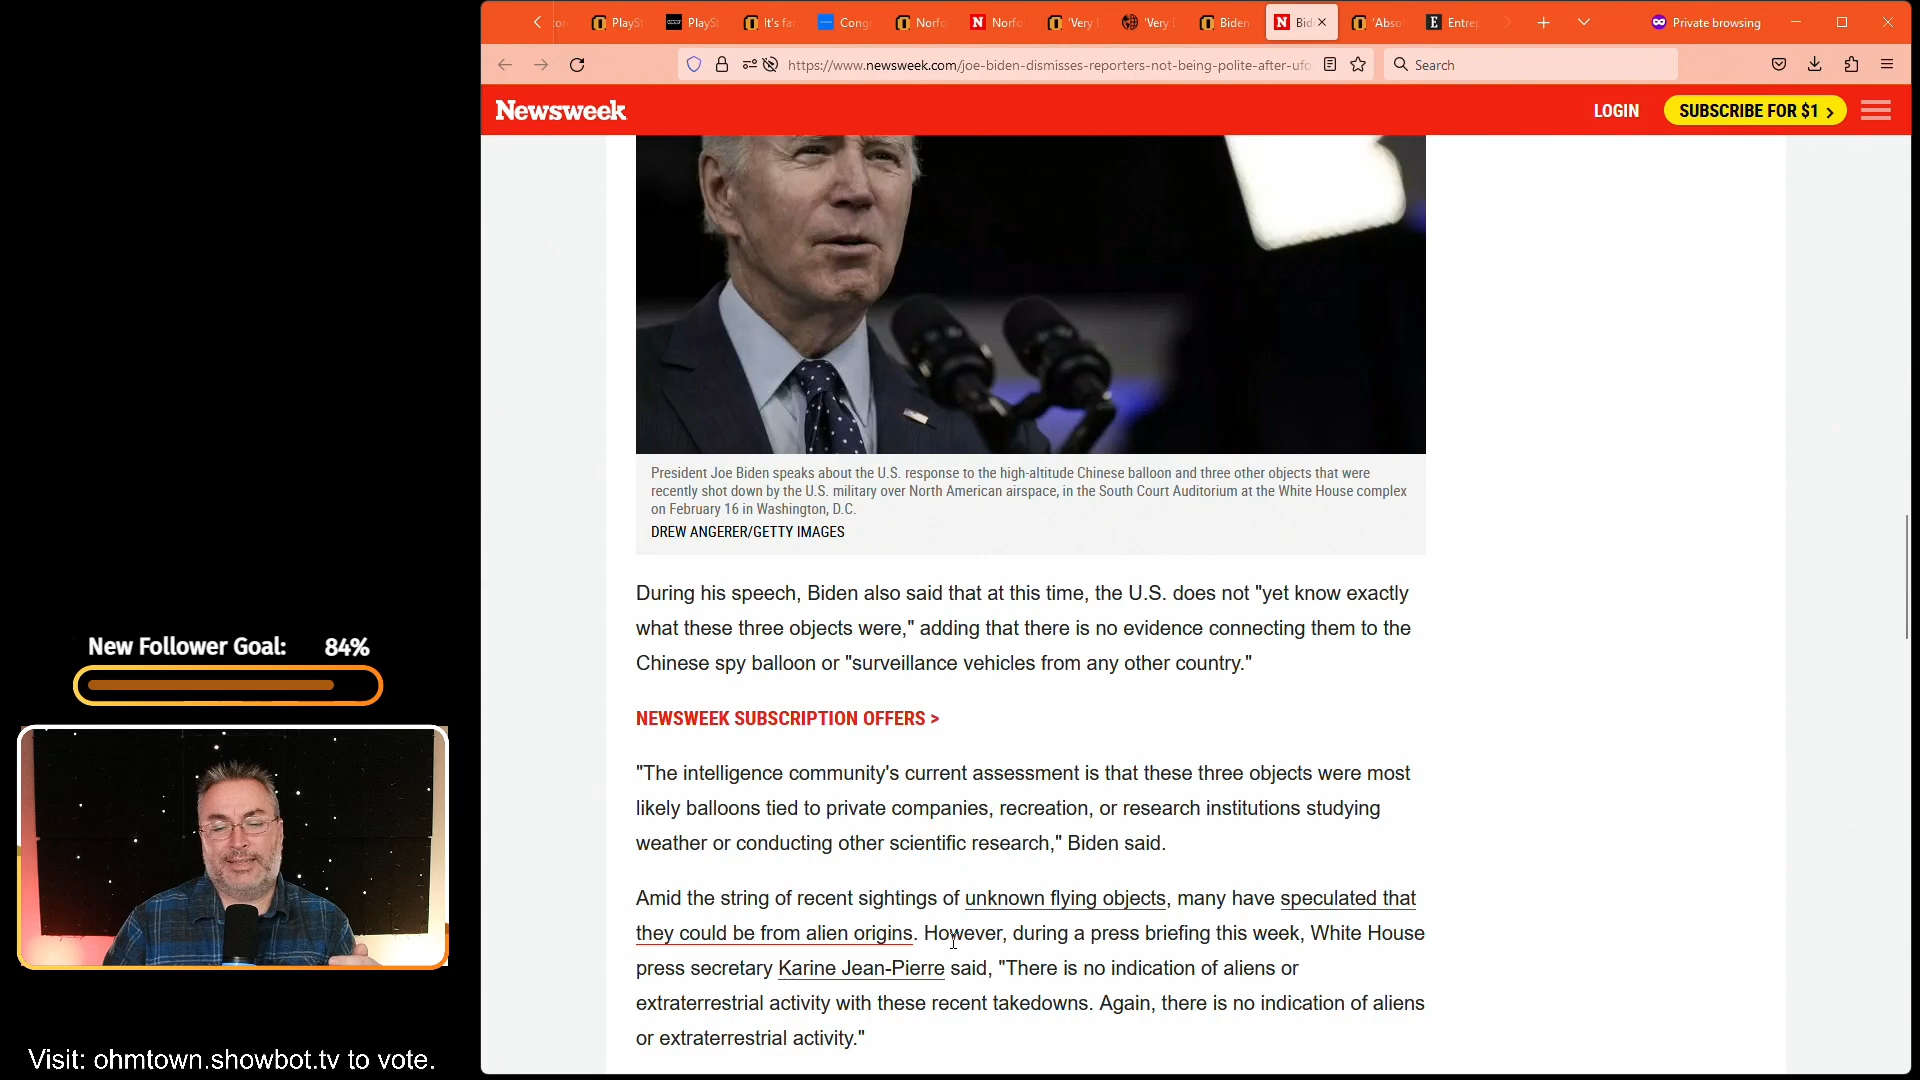 PlaySt
PlaySt
It's far
Cong
Norfo
Norfo
'Very
'Very
Biden
Bid
'Abso
Entrep
Private browsing
https://www.newsweek.com/joe-biden-dismisses-reporters-not-being-polite-after-ufo
Search
Newsweek
LOGIN
SUBSCRIBE FOR $1 >
President Joe Biden speaks about the U.S. response to the high-altitude Chinese balloon and three other objects that were
recently shot down by the U.S. military over North American airspace, in the South Court Auditorium at the White House complex
on February 16 in Washington, D.C.
DREW ANGERER/GETTY IMAGES
During his speech, Biden also said that at this time, the U.S. does not "yet know exactly
what these three objects were," adding that there is no evidence connecting them to the
Chinese spy balloon or "surveillance vehicles from any other country."
NEWSWEEK SUBSCRIPTION OFFERS >
"The intelligence community's current assessment is that these three objects were most
likely balloons tied to private companies, recreation, or research institutions studying
weather or conducting other scientific research," Biden said.
Amid the string of recent sightings of unknown flying objects, many have speculated that
they could be from alien origins. However, during a press briefing this week, White House
press secretary Karine Jean-Pierre said, "There is no indication of aliens or
extraterrestrial activity with these recent takedowns. Again, there is no indication of aliens
or extraterrestrial activity."
New Follower Goal: 84%
Visit: ohmtown.showbot.tv to vote.